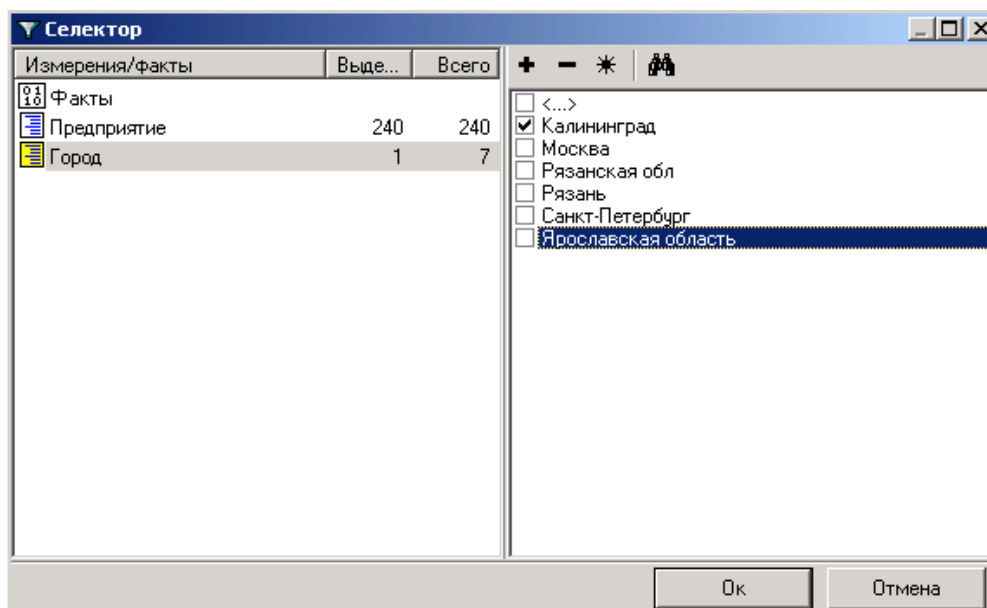 Селектор
Измерения/факты Выде... Всего
Факты
Предприятие 240 240
Город 1 7
<...>
Калининград
Москва
Рязанская обл
Рязань
Санкт-Петербург
Ярославская область
Ок Отмена